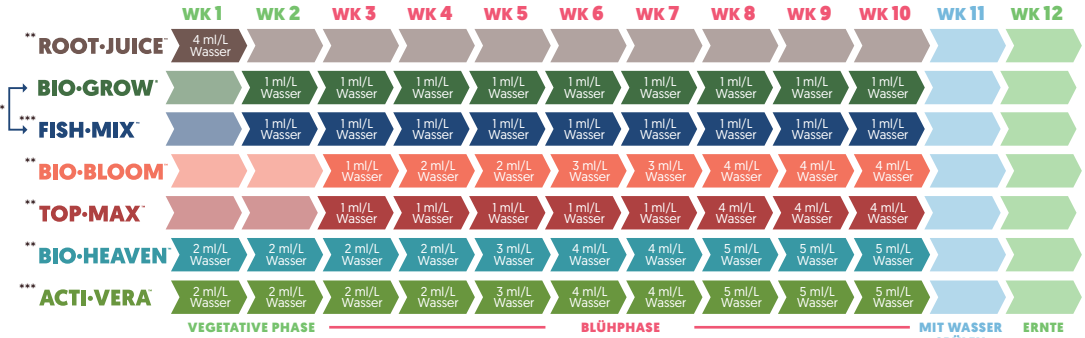 WK 1 WK 2 WK 3 WK 4 WK 5 WK 6 WK 7 WK 8 WK 9 WK 10 WK 11 WK 12
** ROOT·JUICE™ 4 ml/L Wasser
* BIO·GROW® 1 ml/L Wasser 1 ml/L Wasser 1 ml/L Wasser 1 ml/L Wasser 1 ml/L Wasser 1 ml/L Wasser 1 ml/L Wasser 1 ml/L Wasser 1 ml/L Wasser
*** FISH·MIX™ 1 ml/L Wasser 1 ml/L Wasser 1 ml/L Wasser 1 ml/L Wasser 1 ml/L Wasser 1 ml/L Wasser 1 ml/L Wasser 1 ml/L Wasser 1 ml/L Wasser
** BIO·BLOOM™ 1 ml/L Wasser 2 ml/L Wasser 2 ml/L Wasser 3 ml/L Wasser 3 ml/L Wasser 4 ml/L Wasser 4 ml/L Wasser 4 ml/L Wasser
** TOP·MAX™ 1 ml/L Wasser 1 ml/L Wasser 1 ml/L Wasser 1 ml/L Wasser 1 ml/L Wasser 4 ml/L Wasser 4 ml/L Wasser 4 ml/L Wasser
** BIO·HEAVEN™ 2 ml/L Wasser 2 ml/L Wasser 2 ml/L Wasser 2 ml/L Wasser 3 ml/L Wasser 4 ml/L Wasser 4 ml/L Wasser 5 ml/L Wasser 5 ml/L Wasser 5 ml/L Wasser
*** ACTI·VERA™ 2 ml/L Wasser 2 ml/L Wasser 2 ml/L Wasser 2 ml/L Wasser 3 ml/L Wasser 4 ml/L Wasser 4 ml/L Wasser 5 ml/L Wasser 5 ml/L Wasser 5 ml/L Wasser
VEGETATIVE PHASE BLÜHPHASE MIT WASSER ERNTE